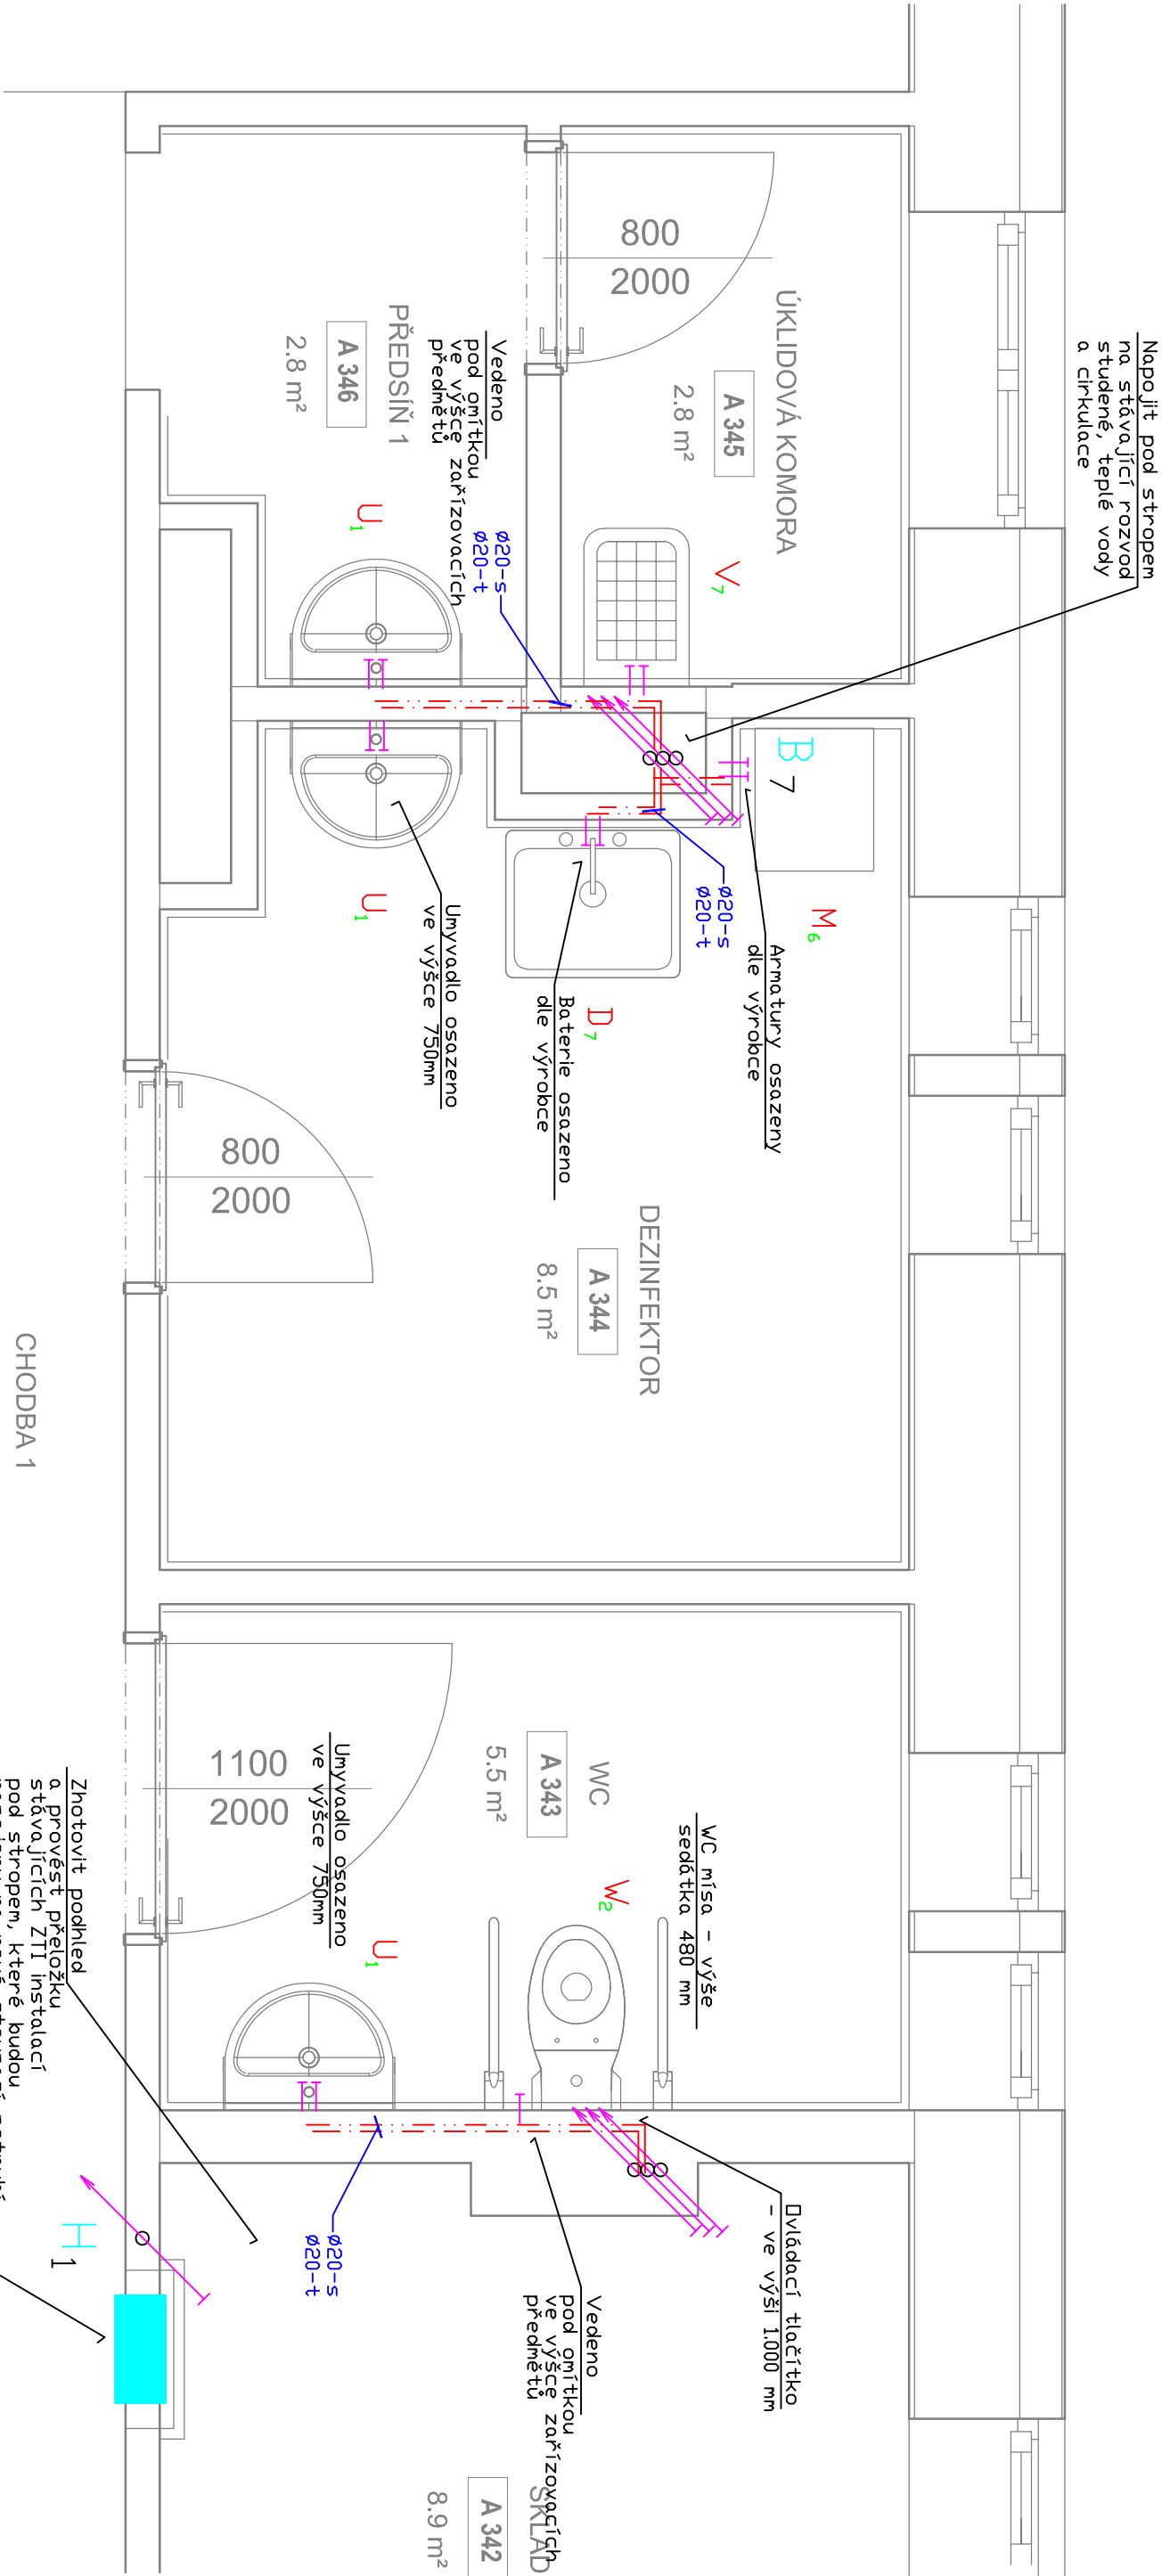 Napojit pod stropem
na stávající rozvod
studené, teplé vody
a cirkulace
800
2000
ÚKLIDOVÁ KOMORA
A 345
2.8 m²
V7
PŘEDSÍŇ 1
A 346
2.8 m²
Vedeno
pod omítkou
ve výšce zařízovacích
předmětů
ø20-s
ø20-t
U1
B 7
M6
ø20-s
ø20-t
Armatury osazeny
dle výrobce
D7
Baterie osazeno
dle výrobce
U1
Umyvadlo osazeno
ve výšce 750mm
800
2000
DEZINFEKTOR
A 344
8.5 m²
CHODBA 1
1100
2000
WC
A 343
5.5 m²
WC mísa - výše
sedátka 480 mm
W2
Umyvadlo osazeno
ve výšce 750mm
U1
Zhotovit podhled
a provést přeložku
stávajících ZTI instalací
pod stropem, které budou
ø20-s
ø20-t
H1
Ovládací tlačítko
- ve výši 1.000 mm
Vedeno
pod omítkou
ve výšce zařízovacích
předmětů
SKLAD
A 342
8.9 m²